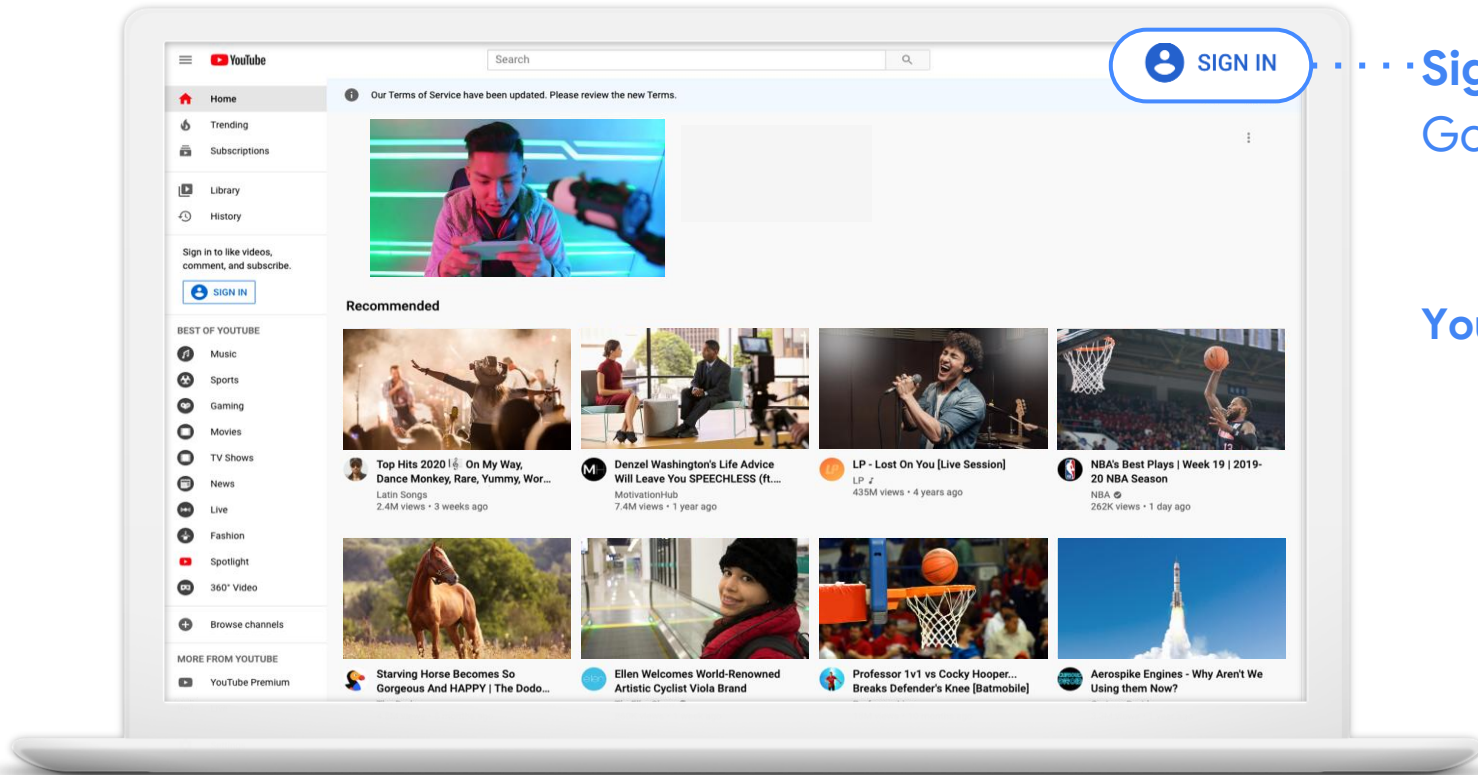 YouTube
Search
SIGN IN
Home
Our Terms of Service have been updated. Please review the new Terms.
Trending
Subscriptions
Library
History
Sign in to like videos,
comment, and subscribe.
SIGN IN
BEST OF YOUTUBE
Music
Sports
Gaming
Movies
TV Shows
News
Live
Fashion
Spotlight
360° Video
Browse channels
MORE FROM YOUTUBE
YouTube Premium
Recommended
Top Hits 2020 On My Way,
Dance Monkey, Rare, Yummy, Wor...
Latin Songs
2.4M views • 3 weeks ago
Denzel Washington's Life Advice
Will Leave You SPEECHLESS (ft....
MotivationHub
7.4M views • 1 year ago
LP
LP - Lost On You [Live Session]
LP
435M views • 4 years ago
NBA's Best Plays | Week 19 | 2019-
20 NBA Season
NBA
262K views • 1 day ago
Starving Horse Becomes So
Gorgeous And HAPPY | The Dodo...
Ellen Welcomes World-Renowned
Artistic Cyclist Viola Brand
Professor 1v1 vs Cocky Hooper...
Breaks Defender's Knee [Batmobile]
Aerospike Engines - Why Aren't We
Using them Now?
Sig
Go
You